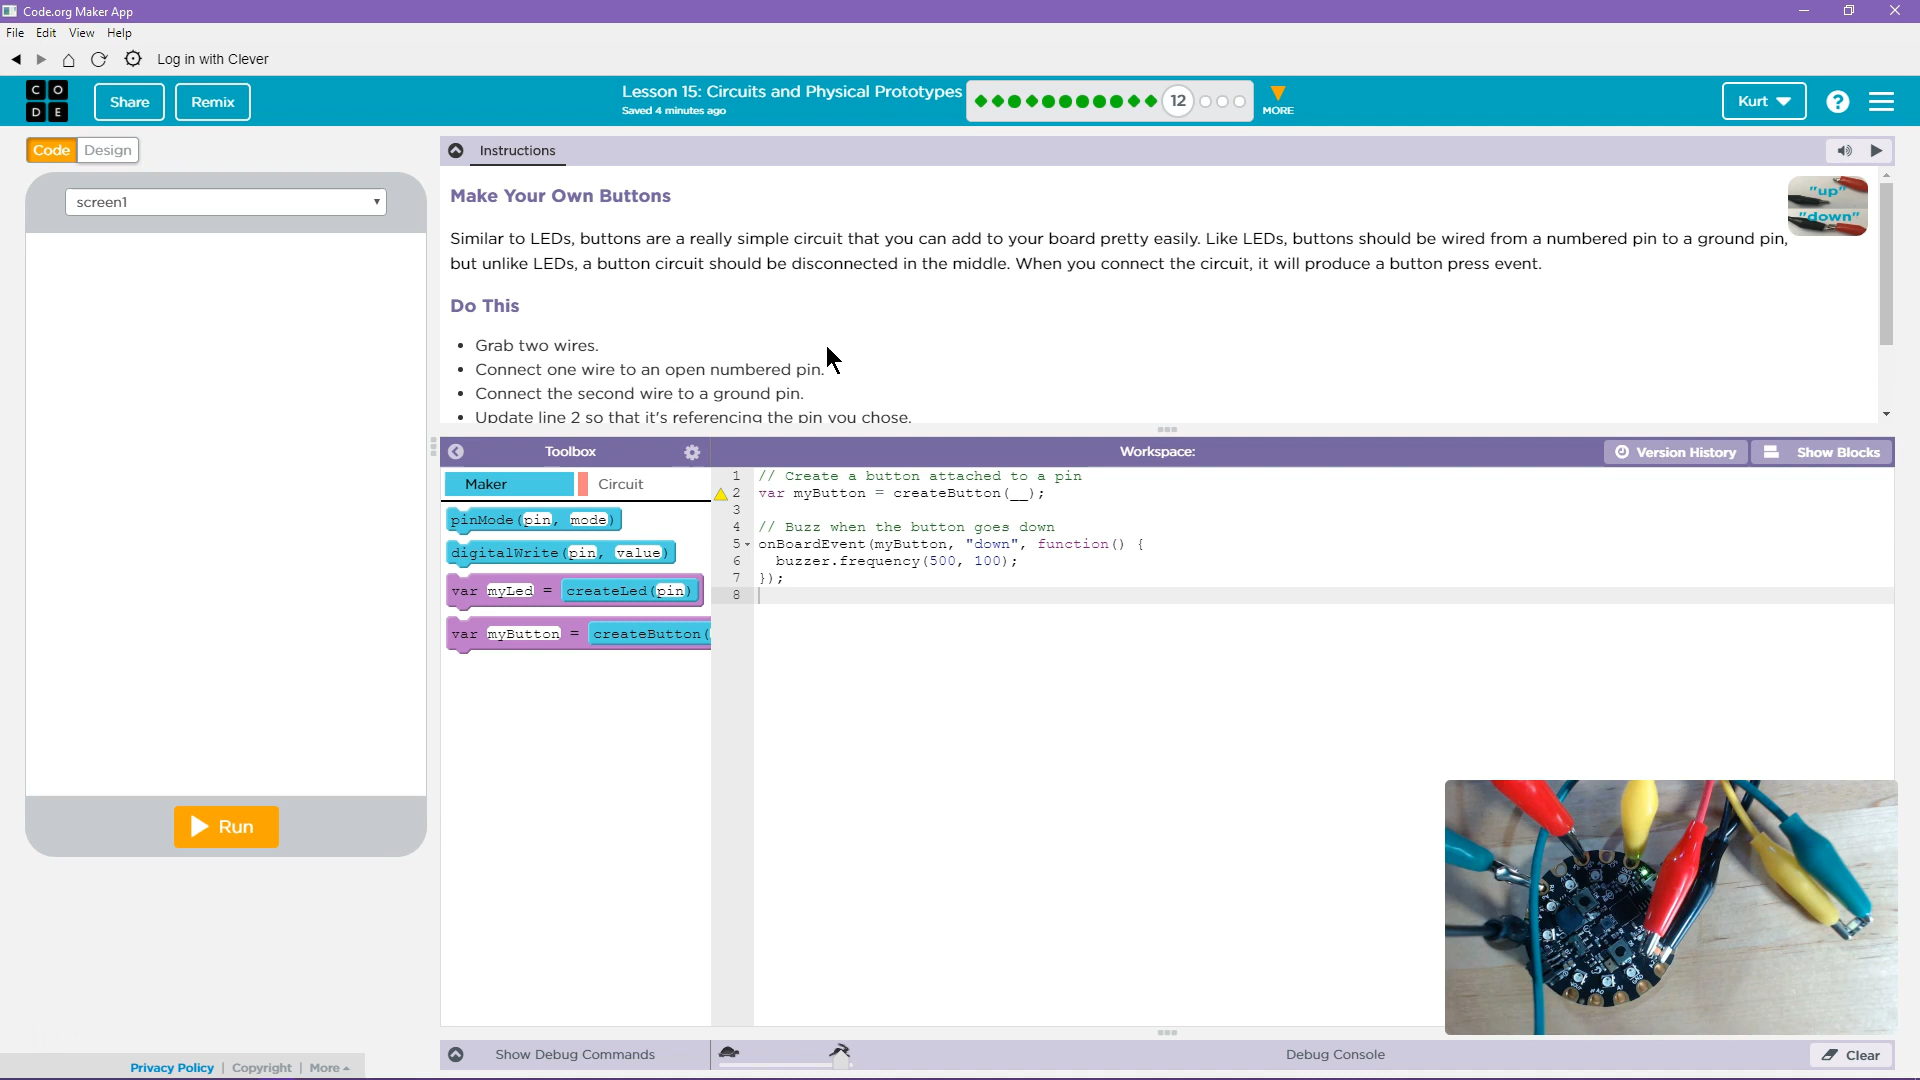 Code.org Maker App
File Edit View Help
Log in with Clever
CODE
Share
Remix
Lesson 15: Circuits and Physical Prototypes
Saved 4 minutes ago
12
MORE
Kurt
?
Code
Design
screen1
Run
Instructions
Make Your Own Buttons
Similar to LEDs, buttons are a really simple circuit that you can add to your board pretty easily. Like LEDs, buttons should be wired from a numbered pin to a ground pin,
but unlike LEDs, a button circuit should be disconnected in the middle. When you connect the circuit, it will produce a button press event.
"up"
"down"
Do This
• Grab two wires.
• Connect one wire to an open numbered pin.
• Connect the second wire to a ground pin.
• Update line 2 so that it's referencing the pin you chose.
Toolbox
Workspace:
Version History
Show Blocks
Maker
Circuit
pinMode(pin, mode)
digitalWrite(pin, value)
var myLed = createLed(pin)
var myButton = createButton(
1 // Create a button attached to a pin
2 var myButton = createButton(__);
3
4 // Buzz when the button goes down
5 onBoardEvent(myButton, "down", function() {
6 buzzer.frequency(500, 100);
7 });
8
Show Debug Commands
Debug Console
Clear
Privacy Policy | Copyright | More